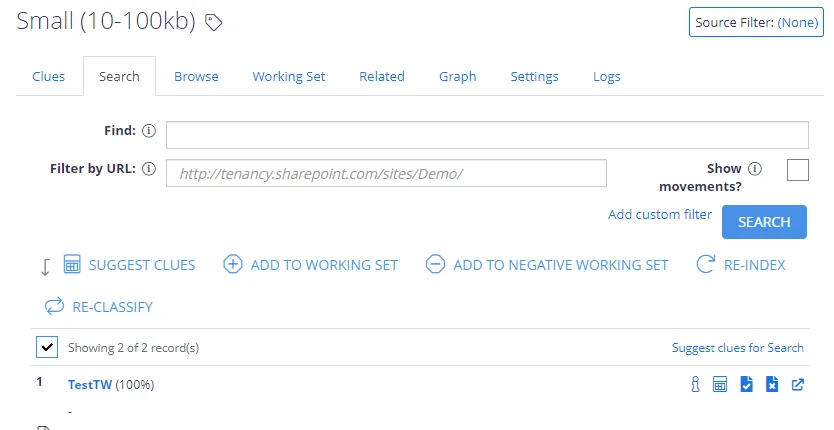 Small (10-100kb)
Source Filter: (None)
Clues Search Browse Working Set Related Graph Settings Logs
Find:
Filter by URL: http://tenancy.sharepoint.com/sites/Demo/ Show movements?
Add custom filter SEARCH
SUGGEST CLUES ADD TO WORKING SET ADD TO NEGATIVE WORKING SET RE-INDEX
RE-CLASSIFY
Showing 2 of 2 record(s) Suggest clues for Search
1 TestTW (100%)
-